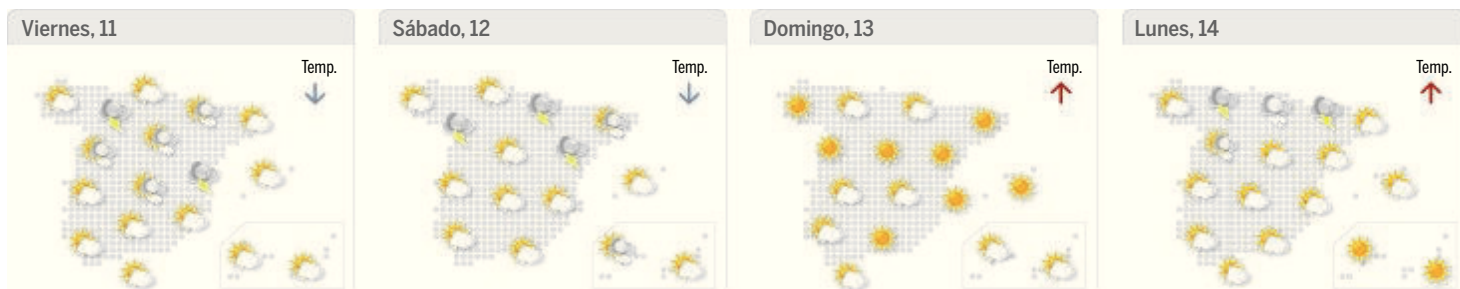 Viernes, 11
Temp.
Sábado, 12
Temp.
Domingo, 13
Temp.
Lunes, 14
Temp.